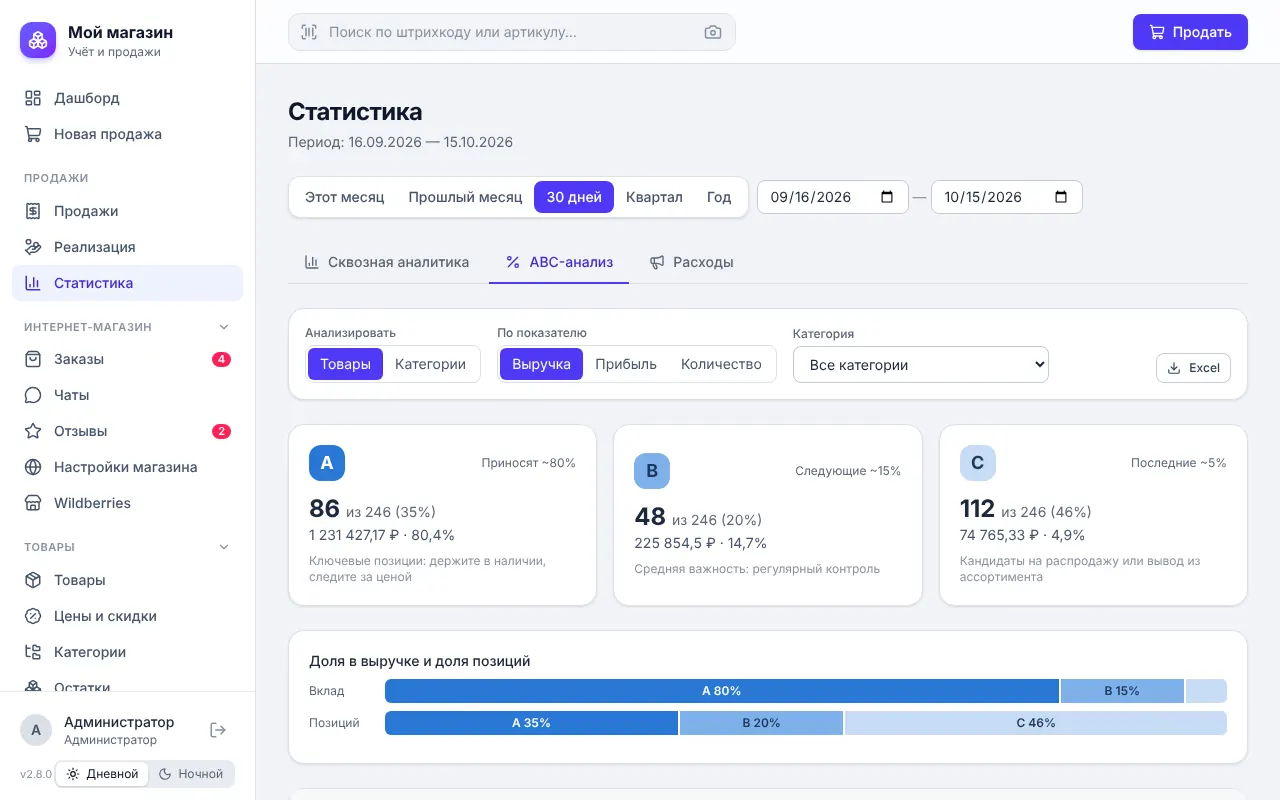 Мой магазин
Учёт и продажи
Дашборд
Новая продажа
ПРОДАЖИ
Продажи
Реализация
Статистика
ИНТЕРНЕТ-МАГАЗИН
Заказы 4
Чаты
Отзывы 2
Настройки магазина
Wildberries
ТОВАРЫ
Товары
Цены и скидки
Категории
Остатки
А Администратор
Администратор
v2.8.0 Дневной Ночной
Поиск по штрихкоду или артикулу...
Продать
Статистика
Период: 16.09.2026 — 15.10.2026
Этот месяц Прошлый месяц 30 дней Квартал Год 09/16/2026 — 10/15/2026
Сквозная аналитика ABC-анализ Расходы
Анализировать По показателю Категория
Товары Категории Выручка Прибыль Количество Все категории Excel
A Приносят ~80%
86 из 246 (35%)
1 231 427,17 ₽ · 80,4%
Ключевые позиции: держите в наличии,
следите за ценой
B Следующие ~15%
48 из 246 (20%)
225 854,5 ₽ · 14,7%
Средняя важность: регулярный контроль
C Последние ~5%
112 из 246 (46%)
74 765,33 ₽ · 4,9%
Кандидаты на распродажу или вывод из
ассортимента
Доля в выручке и доля позиций
Вклад A 80% B 15%
Позиций A 35% B 20% C 46%